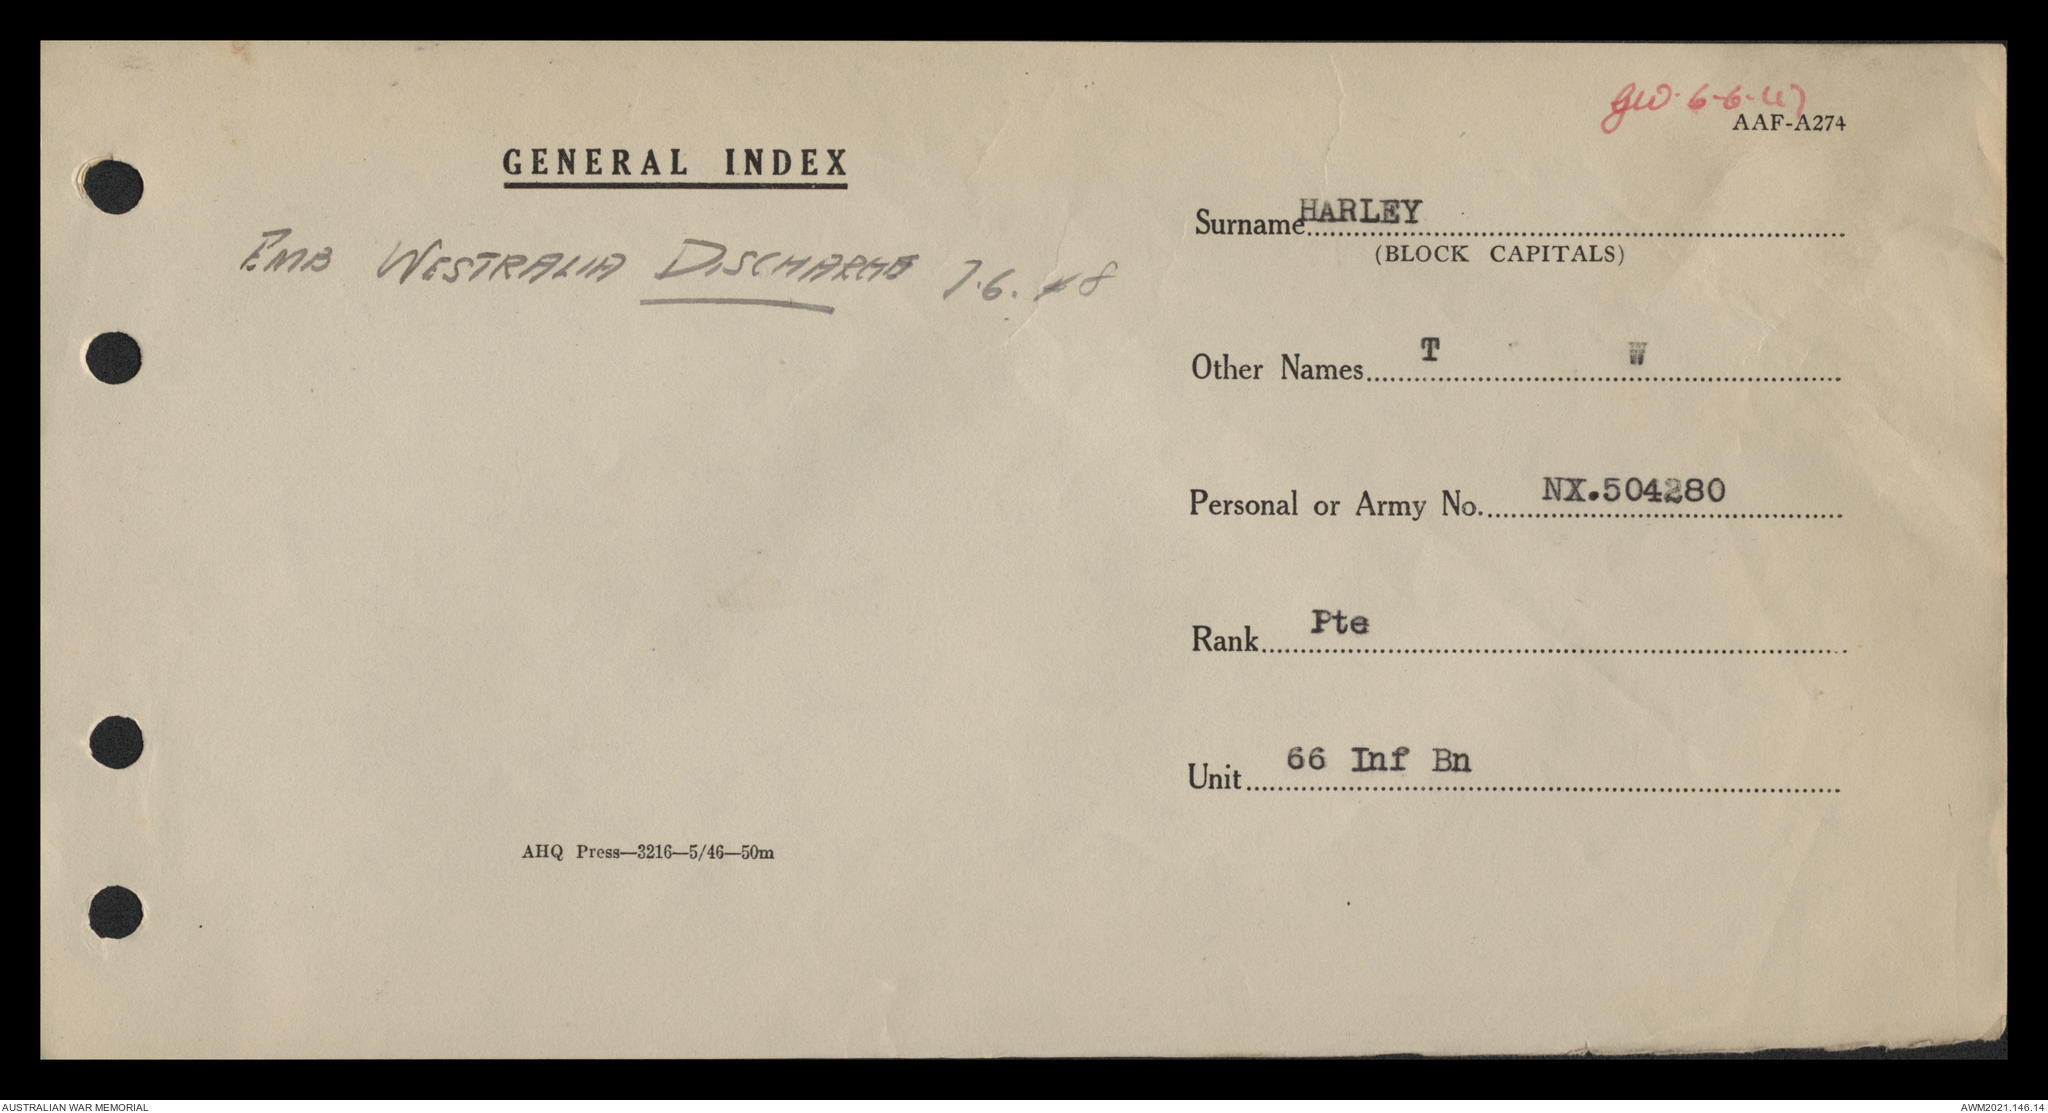 GW. 6-6-47
AAF-A274
GENERAL INDEX
EMB WESTRALIA DISCHARGE 7.6.48
Surname HARLEY
(BLOCK CAPITALS)
Other Names T W
Personal or Army No. NX.504280
Rank Pte
Unit 66 Inf Bn
AHQ Press—3216—5/46—50m
AUSTRALIAN WAR MEMORIAL
AWM2021.146.14